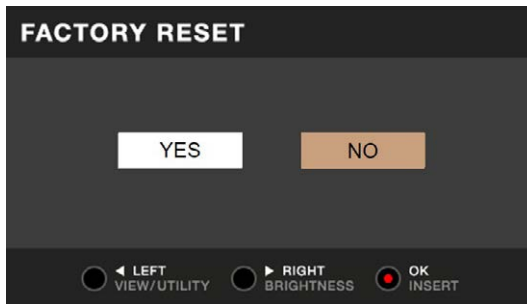 FACTORY RESET
YES NO
◄ LEFT ► RIGHT OK
VIEW/UTILITY BRIGHTNESS INSERT